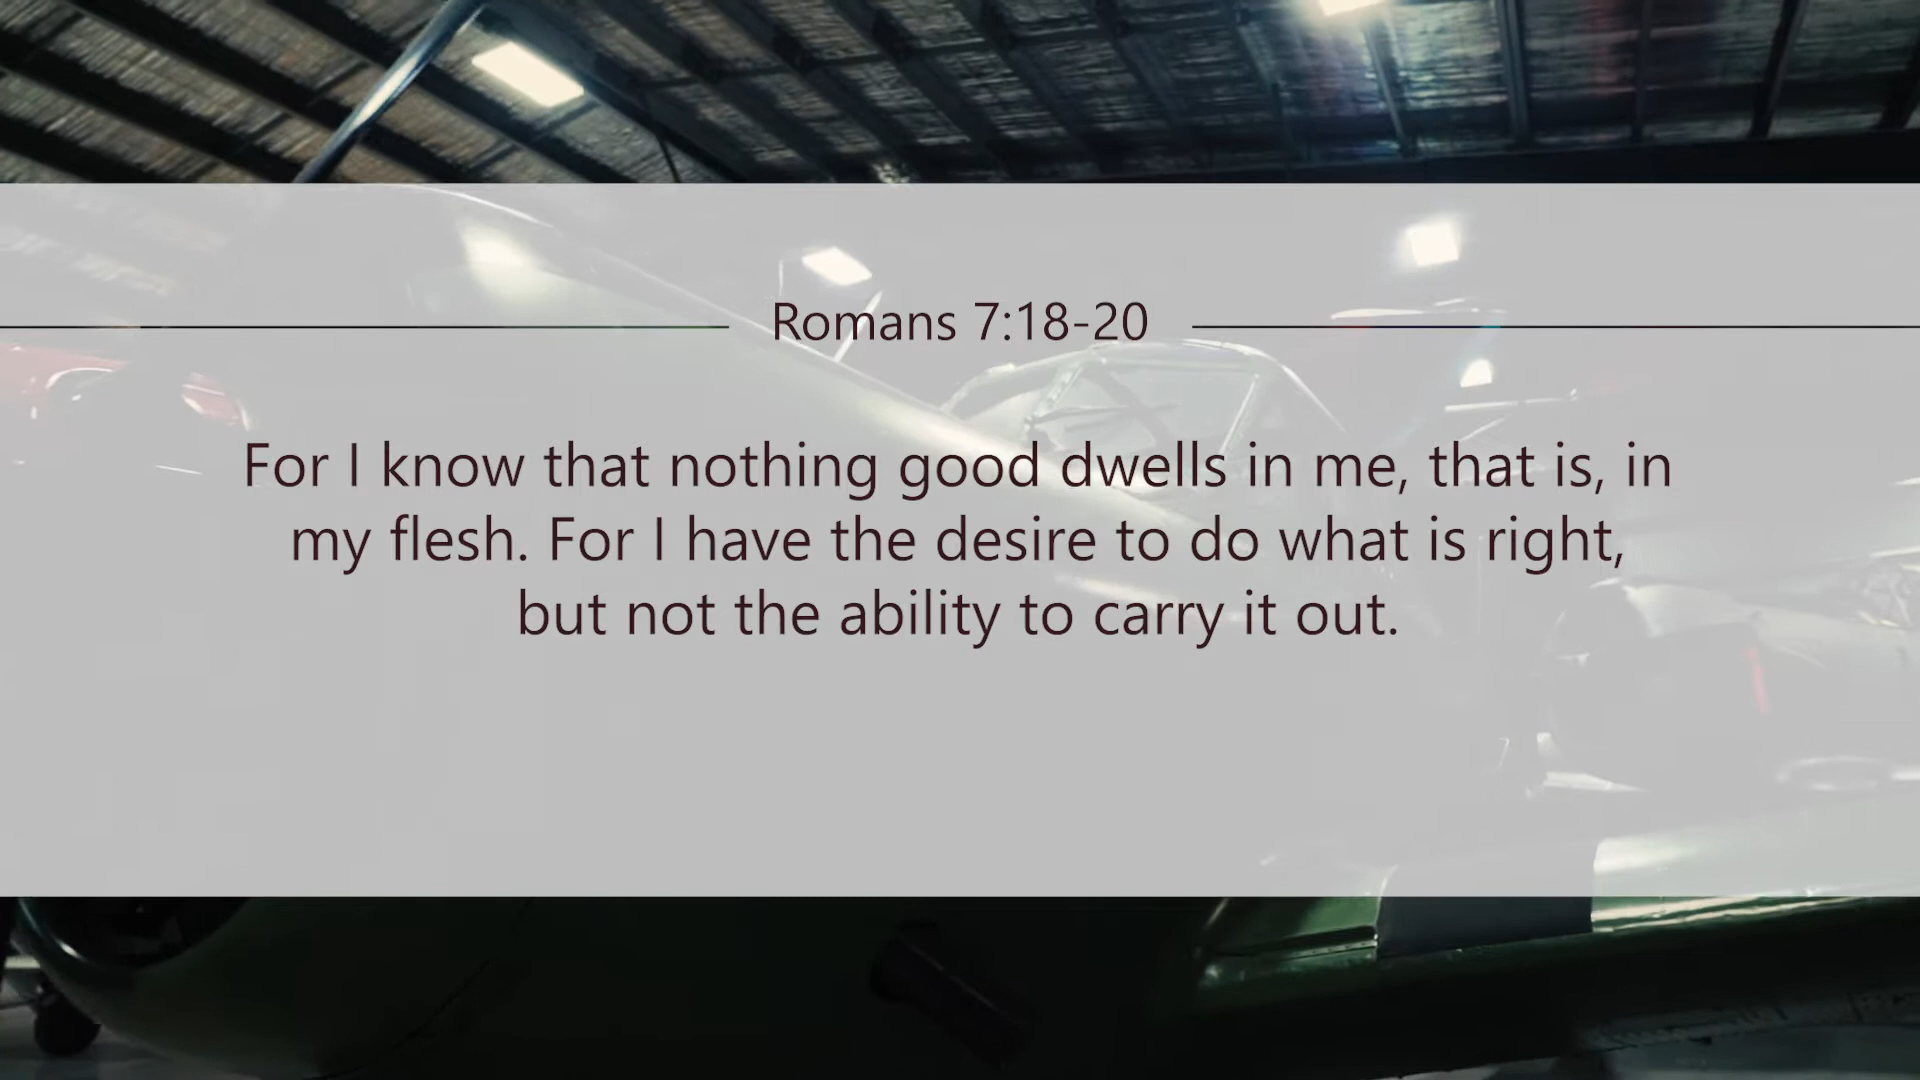 Romans 7:18-20
For I know that nothing good dwells in me, that is, in
my flesh. For I have the desire to do what is right,
but not the ability to carry it out.